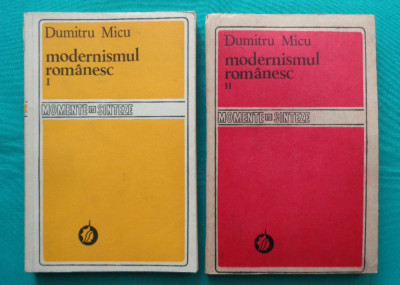 Dumitru Micu
modernismul
românesc
I
MOMENTE ȘI SINTEZE
Dumitru Micu
modernismul
românesc
II
MOMENTE ȘI SINTEZE